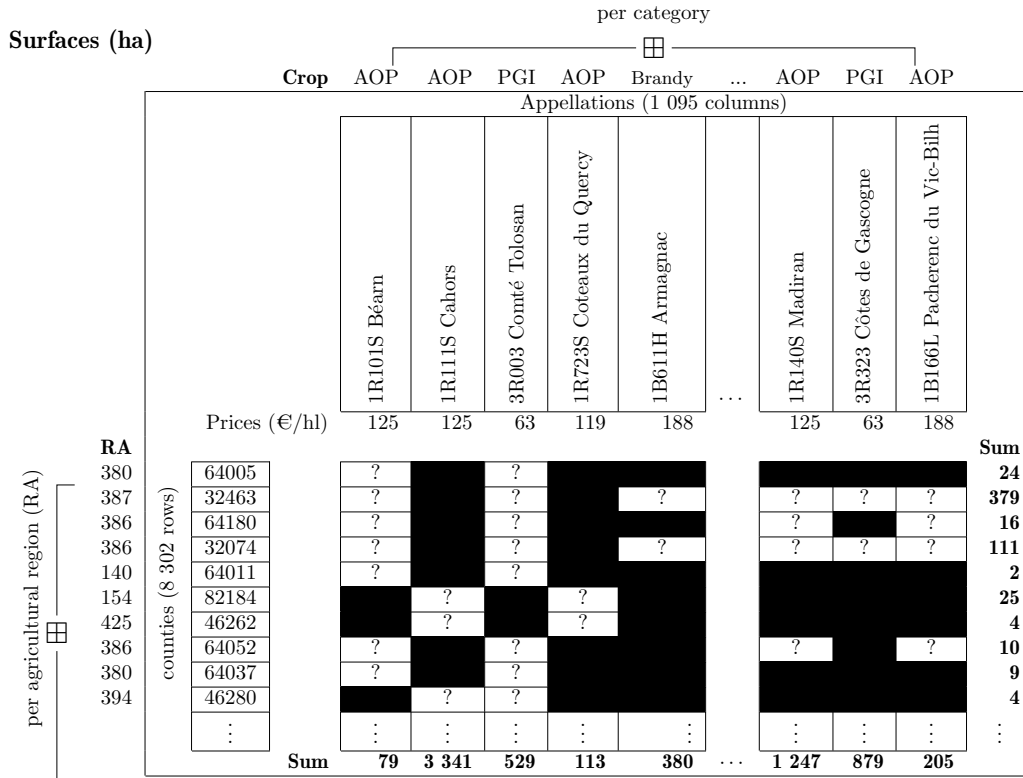 per category
Surfaces (ha)
Crop AOP AOP PGI AOP Brandy ... AOP PGI AOP
Appellations (1 095 columns)
1R101S Béarn
1R111S Cahors
3R003 Comté Tolosan
1R723S Coteaux du Quercy
1B611H Armagnac
...
1R140S Madiran
3R323 Côtes de Gascogne
1B166L Pacherenc du Vic-Bilh
Prices (€/hl) 125 125 63 119 188 125 63 188
RA Sum
per agricultural region (RA)
counties (8 302 rows)
380 64005 ? ? 24
387 32463 ? ? ? ? ? ? 379
386 64180 ? ? ? ? 16
386 32074 ? ? ? ? ? ? 111
140 64011 ? ? 2
154 82184 ? ? 25
425 46262 ? ? 4
386 64052 ? ? ? ? 10
380 64037 ? ? 9
394 46280 ? ? 4
⋮ ⋮ ⋮ ⋮ ⋮ ⋮ ⋮ ⋮ ⋮ ⋮
Sum 79 3 341 529 113 380 ... 1 247 879 205